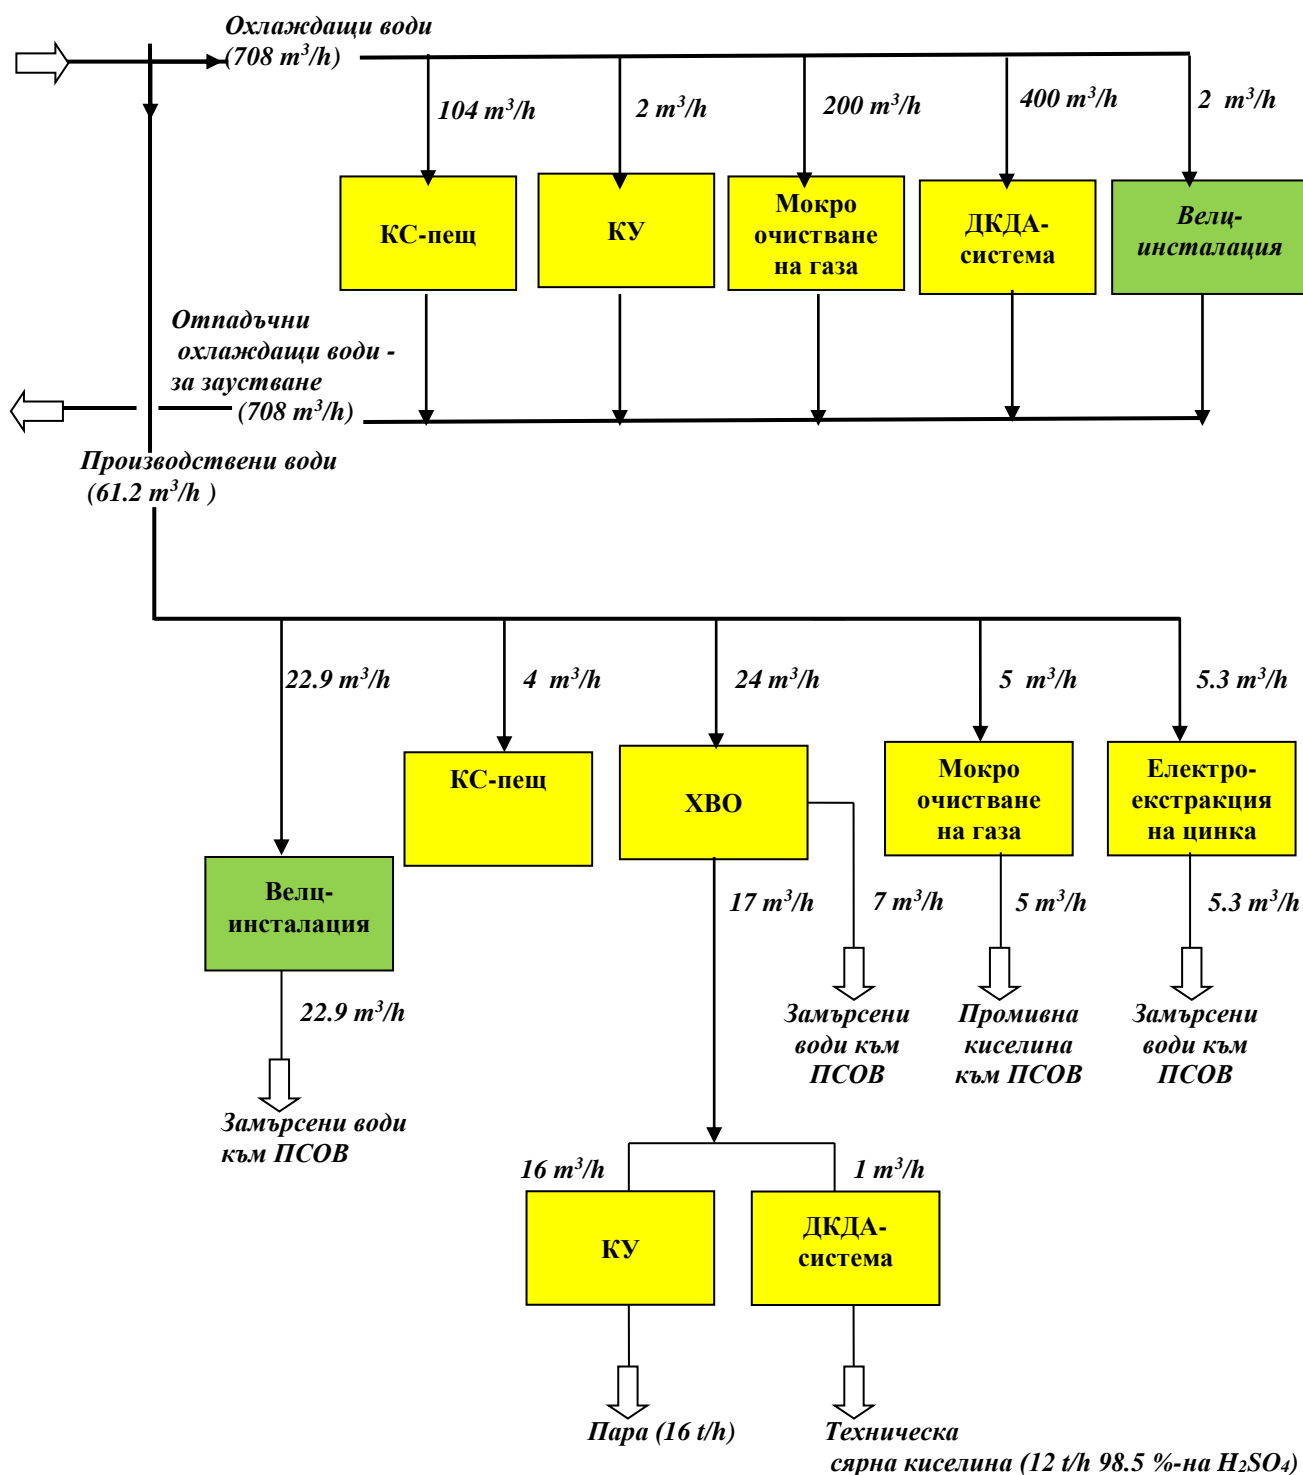 Охлаждащи води
(708 m³/h)
104 m³/h
2 m³/h
200 m³/h
400 m³/h
2 m³/h
КС-пещ
КУ
Мокро
очистване
на газа
ДКДА-
система
Велц-
инсталация
Отпадъчни
охлаждащи води -
за заустване
(708 m³/h)
Производствени води
(61.2 m³/h )
22.9 m³/h
4 m³/h
24 m³/h
5 m³/h
5.3 m³/h
КС-пещ
ХВО
Мокро
очистване
на газа
Електро-
екстракция
на цинка
Велц-
инсталация
17 m³/h
7 m³/h
5 m³/h
5.3 m³/h
22.9 m³/h
Замърсени
води към
ПСОВ
Промивна
киселина
към ПСОВ
Замърсени
води към
ПСОВ
Замърсени води
към ПСОВ
16 m³/h
1 m³/h
КУ
ДКДА-
система
Пара (16 t/h)
Техническа
сярна киселина (12 t/h 98.5 %-на H₂SO₄)